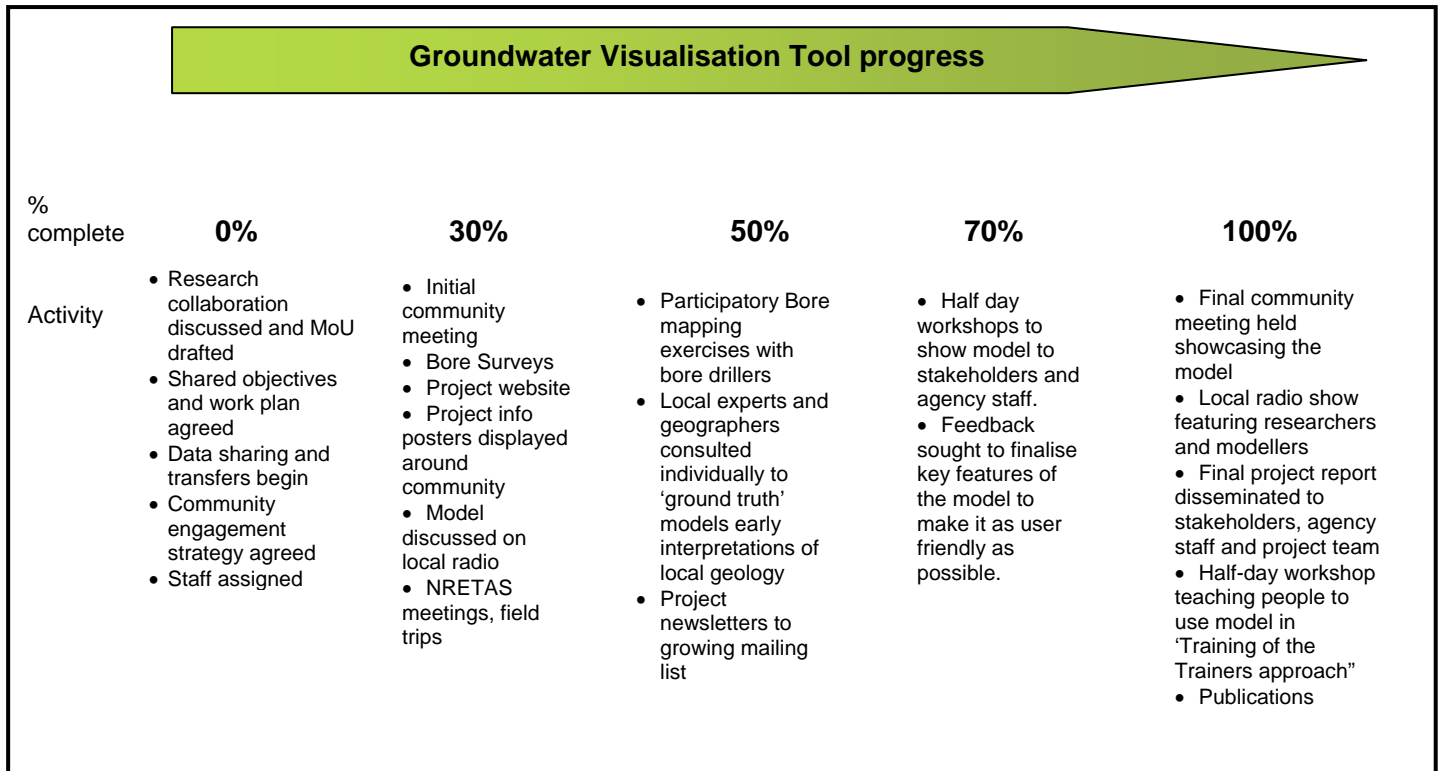 Groundwater Visualisation Tool progress
%
complete
0%
30%
50%
70%
100%
Activity
• Research
collaboration
discussed and MoU
drafted
• Shared objectives
and work plan
agreed
• Data sharing and
transfers begin
• Community
engagement
strategy agreed
• Staff assigned
• Initial
community
meeting
• Bore Surveys
• Project website
• Project info
posters displayed
around
community
• Model
discussed on
local radio
• NRETAS
meetings, field
trips
• Participatory Bore
mapping
exercises with
bore drillers
• Local experts and
geographers
consulted
individually to
‘ground truth’
models early
interpretations of
local geology
• Project
newsletters to
growing mailing
list
• Half day
workshops to
show model to
stakeholders and
agency staff.
• Feedback
sought to finalise
key features of
the model to
make it as user
friendly as
possible.
• Final community
meeting held
showcasing the
model
• Local radio show
featuring researchers
and modellers
• Final project report
disseminated to
stakeholders, agency
staff and project team
• Half-day workshop
teaching people to
use model in
‘Training of the
Trainers approach”
• Publications